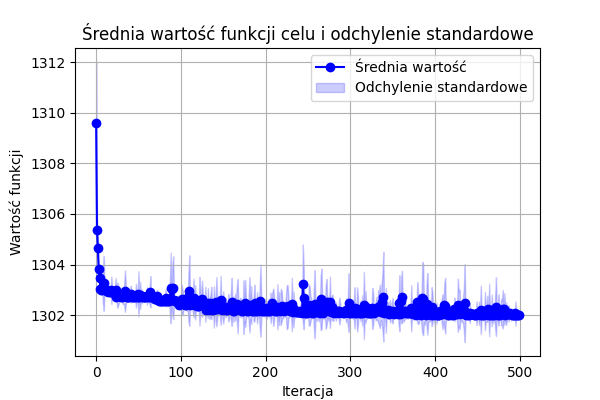 Średnia wartość funkcji celu i odchylenie standardowe
Średnia wartość
Odchylenie standardowe
Wartość funkcji
1312
1310
1308
1306
1304
1302
0 100 200 300 400 500
Iteracja